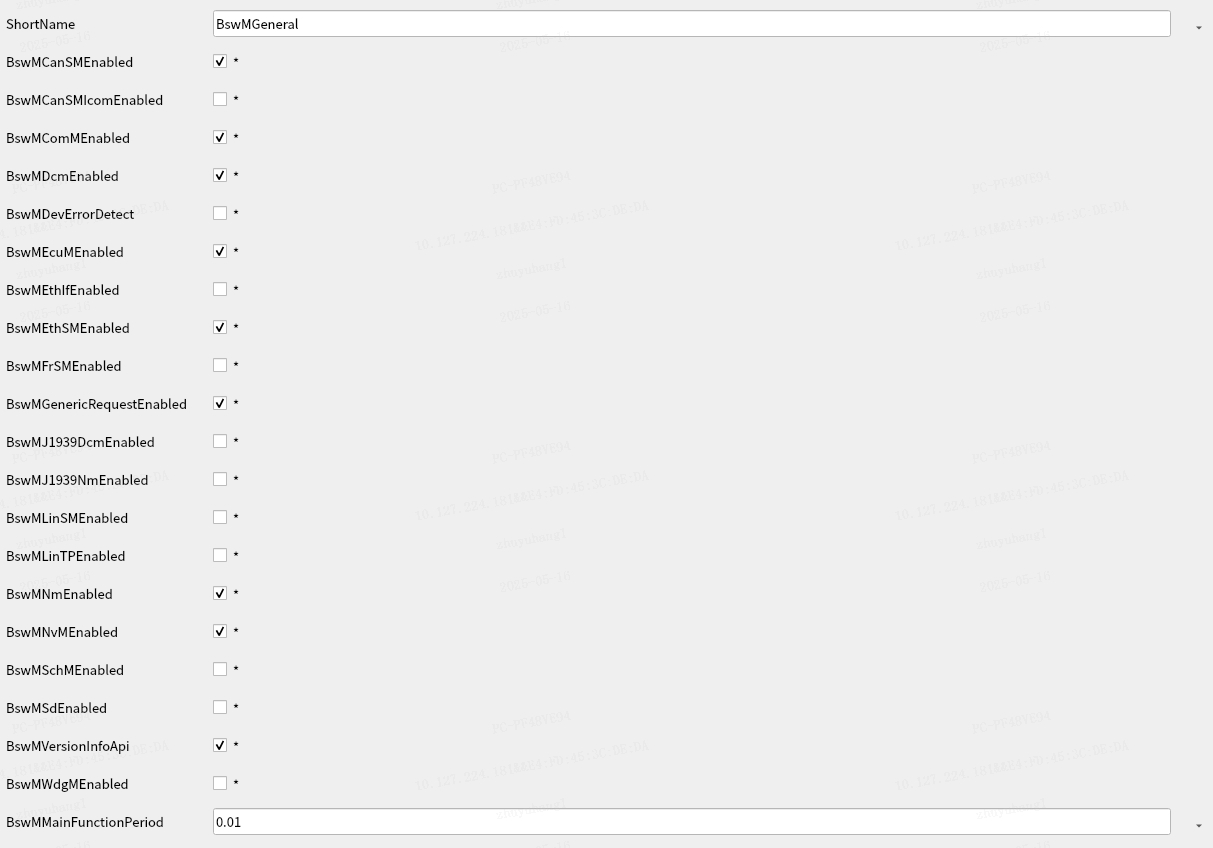 ShortName BswMGeneral
BswMCanSMEnabled *
BswMCanSMIcomEnabled *
BswMComMEnabled *
BswMDcmEnabled *
BswMDevErrorDetect *
BswMEcuMEnabled *
BswMEthIfEnabled *
BswMEthSMEnabled *
BswMFrSMEnabled *
BswMGenericRequestEnabled *
BswMJ1939DcmEnabled *
BswMJ1939NmEnabled *
BswMLinSMEnabled *
BswMLinTPEnabled *
BswMNmEnabled *
BswMNvMEnabled *
BswMSchMEnabled *
BswMSdEnabled *
BswMVersionInfoApi *
BswMWdgMEnabled *
BswMMainFunctionPeriod 0.01